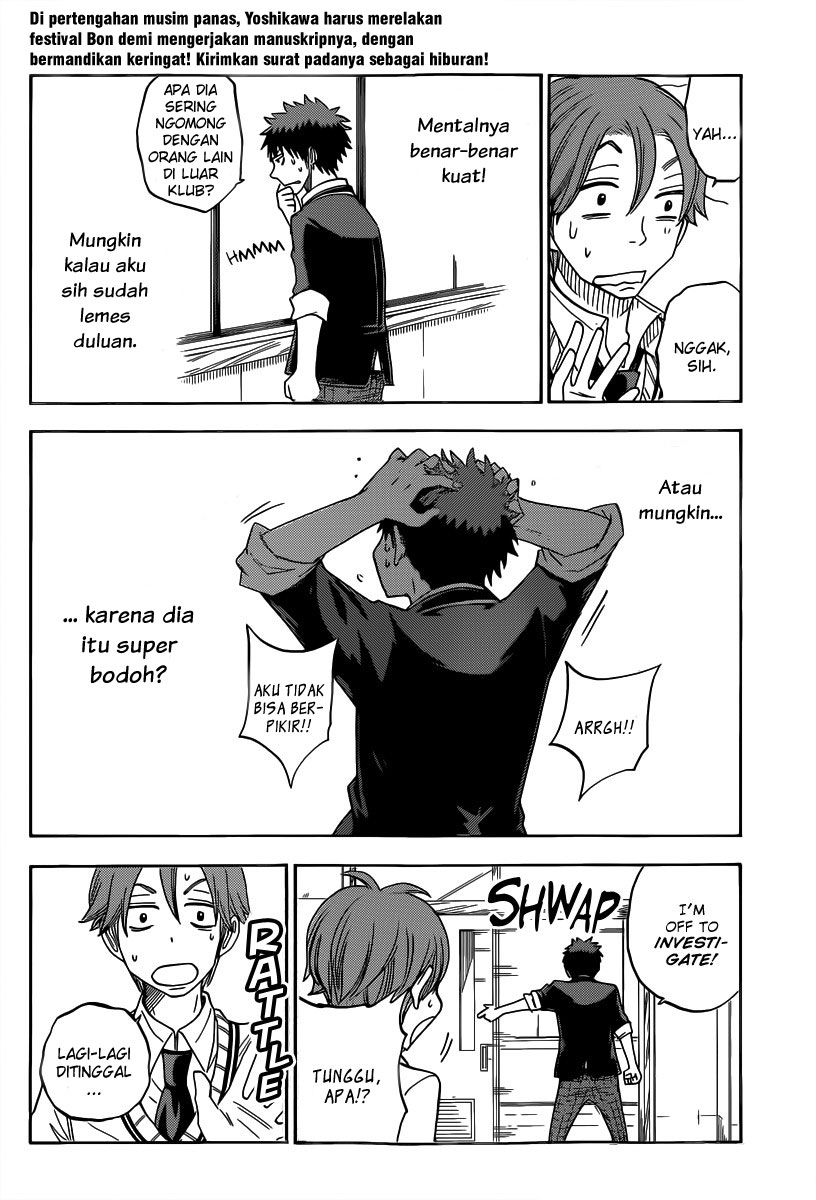 Di pertengahan musim panas, Yoshikawa harus merelakan
festival Bon demi mengerjakan manuskripnya, dengan
bermandikan keringat! Kirimkan surat padanya sebagai hiburan!
YAH...
NGGAK,
SIH.
Mentalnya
benar-benar
kuat!
APA DIA
SERING
NGOMONG
DENGAN
ORANG LAIN
DI LUAR
KLUB?
HMMM
Mungkin
kalau aku
sih sudah
lemes
duluan.
Atau
mungkin...
ARRGH!!
... karena dia
itu super
bodoh?
AKU TIDAK
BISA BER-
PIKIR!!
I'M
OFF TO
INVESTI-
GATE!
SHWAP
TUNGGU,
APA!?
RATTLE
LAGI-LAGI
DITINGGAL
...